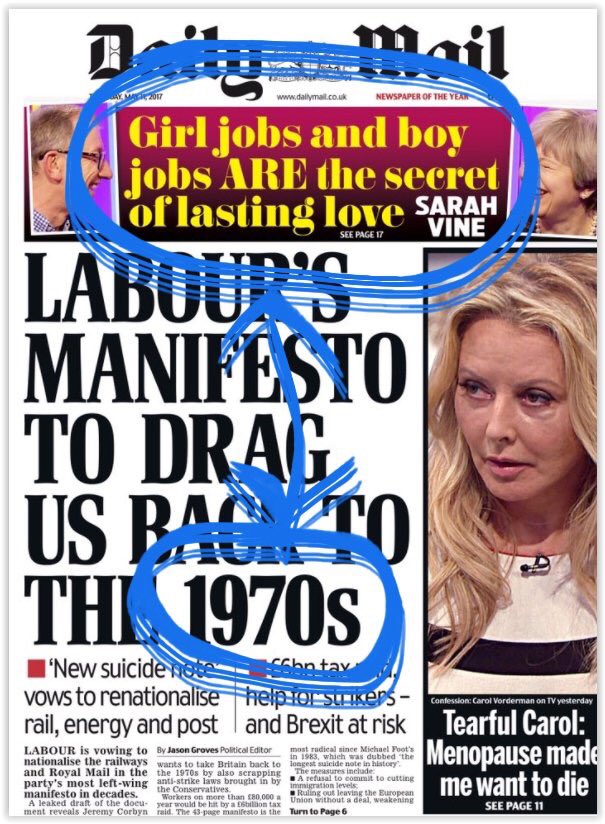 Daily Mail
MAY 11, 2017
www.dailymail.co.uk
NEWSPAPER OF THE YEAR
Girl jobs and boy
jobs ARE the secret
of lasting love
SARAH
VINE
SEE PAGE 17
LABOUR'S
MANIFESTO
TO DRAG
US BACK TO
THE 1970s
'New suicide note'
vows to renationalise
rail, energy and post
£6bn tax raid,
help for strikers –
and Brexit at risk
LABOUR is vowing to
nationalise the railways
and Royal Mail in the
party's most left-wing
manifesto in decades.
A leaked draft of the docu-
ment reveals Jeremy Corbyn
By Jason Groves Political Editor
wants to take Britain back to
the 1970s by also scrapping
anti-strike laws brought in by
the Conservatives.
Workers on more than £80,000 a
year would be hit by a £6billion tax
raid. The 43-page manifesto is the
most radical since Michael Foot's
in 1983, which was dubbed 'the
longest suicide note in history'.
The measures include:
■ A refusal to commit to cutting
immigration levels;
■ Ruling out leaving the European
Union without a deal, weakening
Turn to Page 6
Confession: Carol Vorderman on TV yesterday
Tearful Carol:
Menopause made
me want to die
SEE PAGE 11